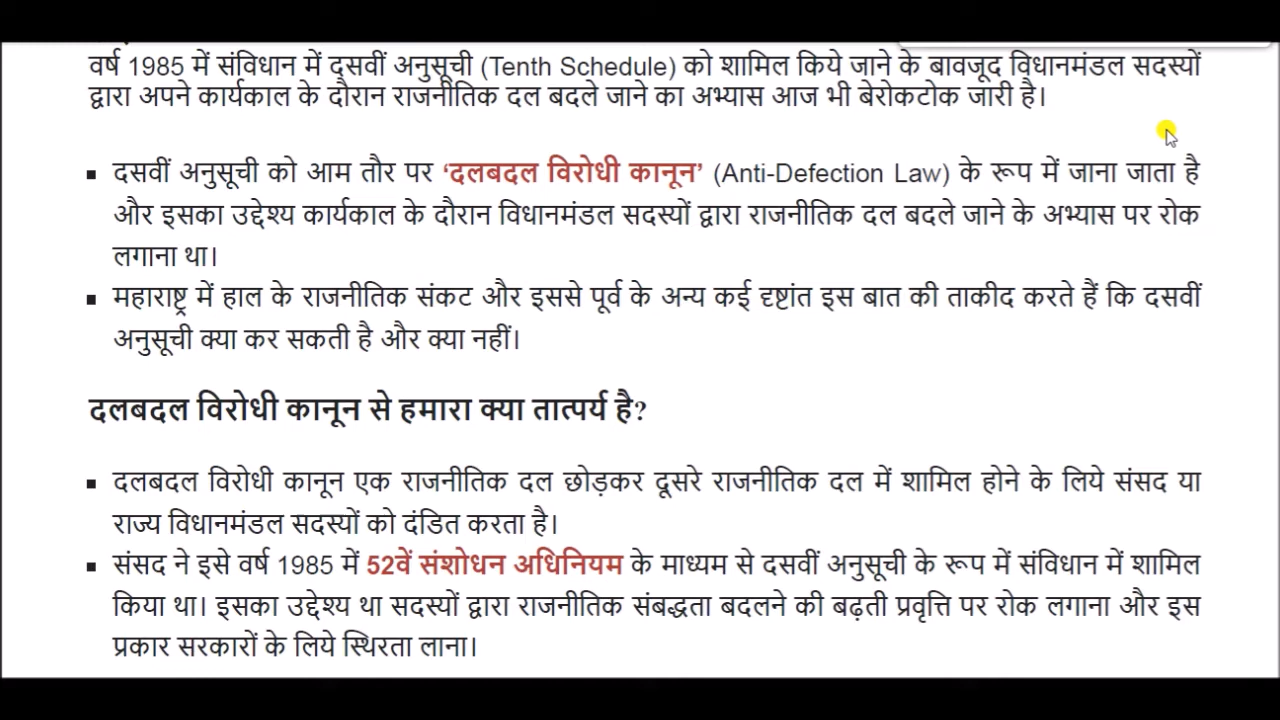 वर्ष 1985 में संविधान में दसवीं अनुसूची (Tenth Schedule) को शामिल किये जाने के बावजूद विधानमंडल सदस्यों
द्वारा अपने कार्यकाल के दौरान राजनीतिक दल बदले जाने का अभ्यास आज भी बेरोकटोक जारी है।
▪ दसवीं अनुसूची को आम तौर पर ‘दलबदल विरोधी कानून’ (Anti-Defection Law) के रूप में जाना जाता है
और इसका उद्देश्य कार्यकाल के दौरान विधानमंडल सदस्यों द्वारा राजनीतिक दल बदले जाने के अभ्यास पर रोक
लगाना था।
▪ महाराष्ट्र में हाल के राजनीतिक संकट और इससे पूर्व के अन्य कई दृष्टांत इस बात की ताकीद करते हैं कि दसवीं
अनुसूची क्या कर सकती है और क्या नहीं।
दलबदल विरोधी कानून से हमारा क्या तात्पर्य है?
▪ दलबदल विरोधी कानून एक राजनीतिक दल छोड़कर दूसरे राजनीतिक दल में शामिल होने के लिये संसद या
राज्य विधानमंडल सदस्यों को दंडित करता है।
▪ संसद ने इसे वर्ष 1985 में 52वें संशोधन अधिनियम के माध्यम से दसवीं अनुसूची के रूप में संविधान में शामिल
किया था। इसका उद्देश्य था सदस्यों द्वारा राजनीतिक संबद्धता बदलने की बढ़ती प्रवृत्ति पर रोक लगाना और इस
प्रकार सरकारों के लिये स्थिरता लाना।